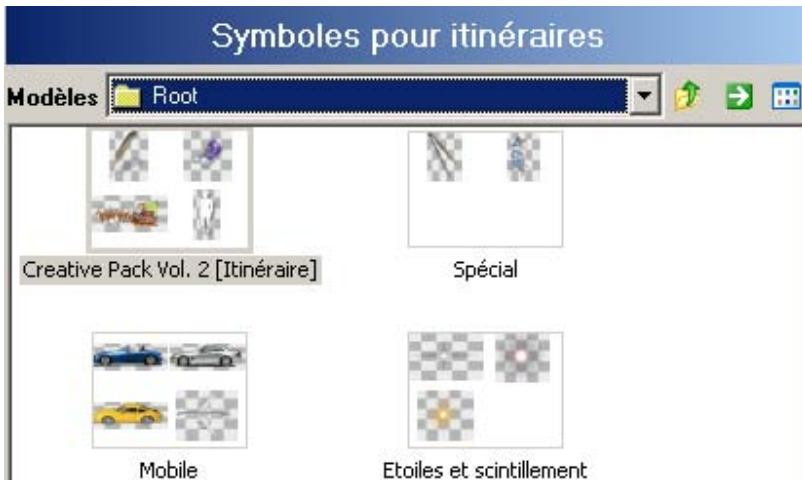 Symboles pour itinéraires
Modèles Root
Creative Pack Vol. 2 [Itinéraire]
Spécial
Mobile
Etoiles et scintillement